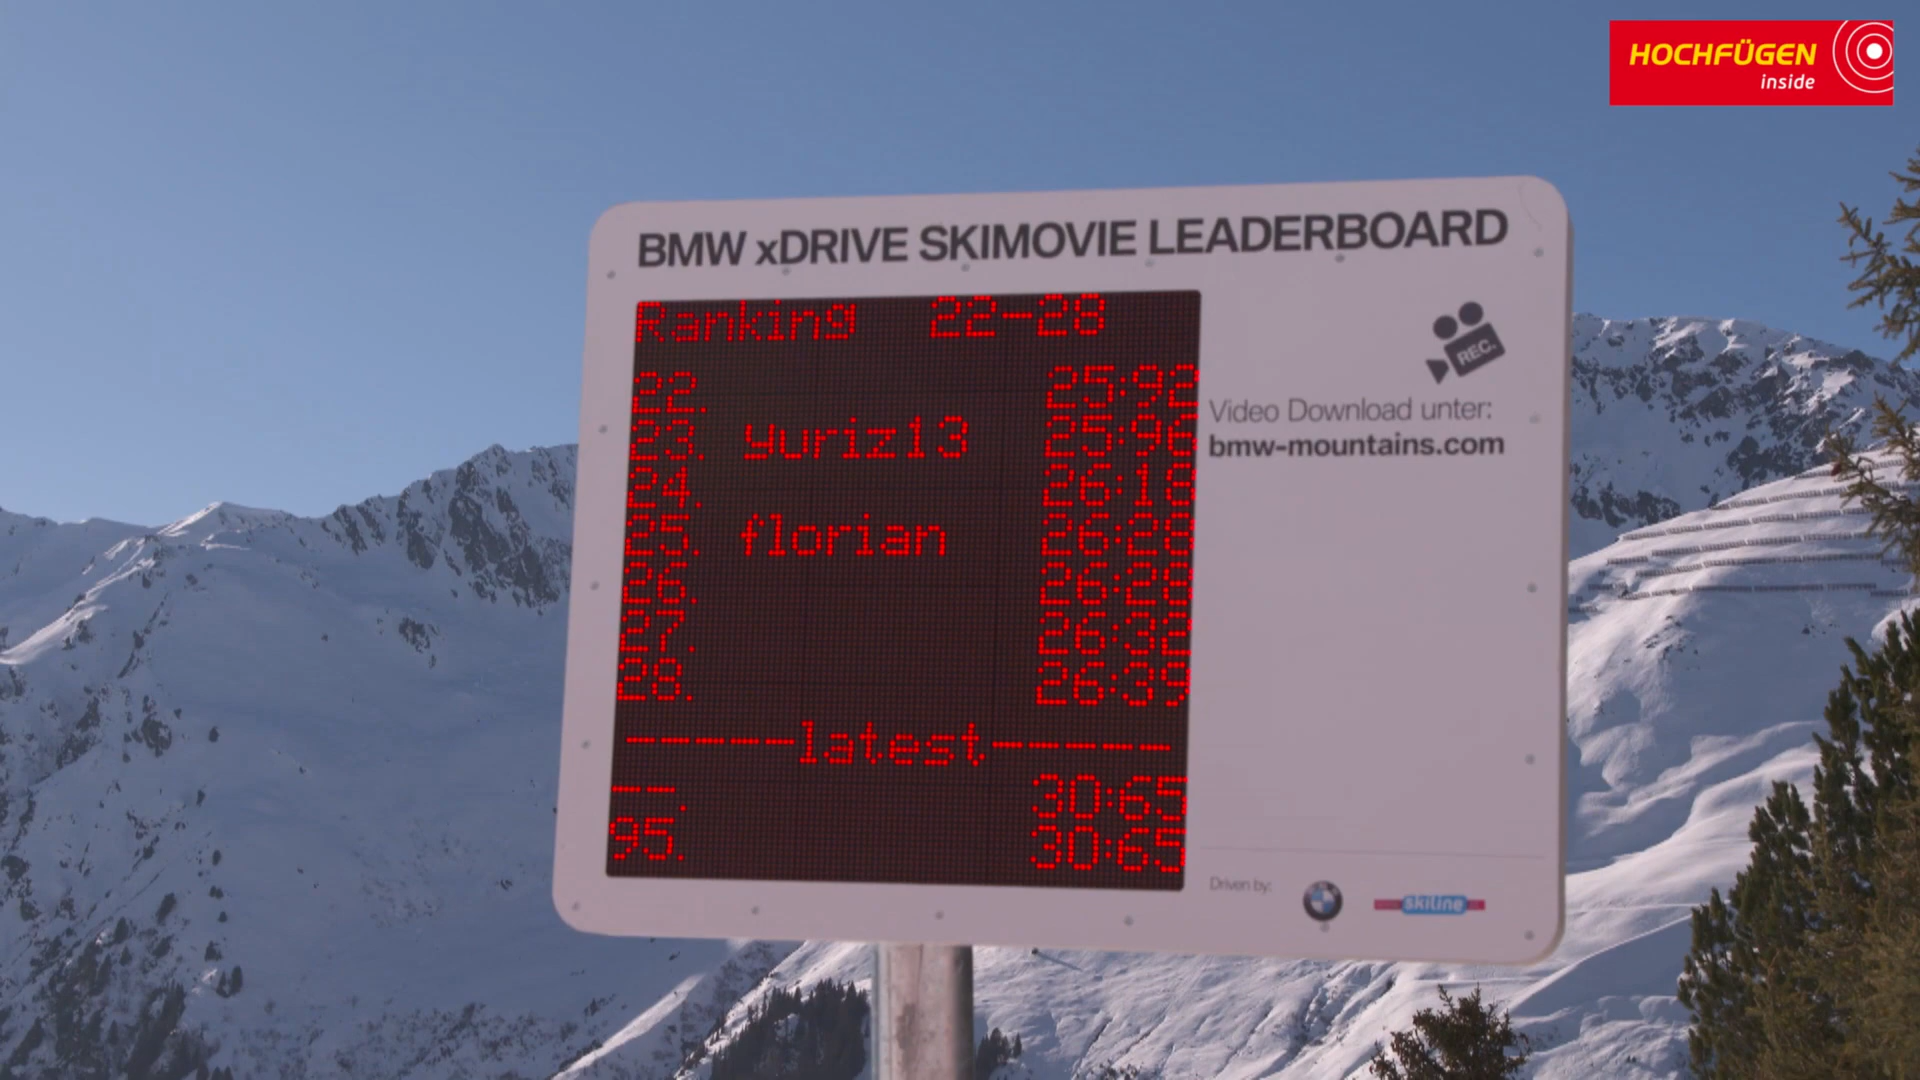 HOCHFÜGEN
inside
BMW xDRIVE SKIMOVIE LEADERBOARD
Ranking 22-28
22. 25:92
23. yuriz13 25:96
24. 26:18
25. florian 26:28
26. 26:28
27. 26:32
28. 26:39
-----latest-----
--. 30:65
95. 30:65
REC.
Video Download unter:
bmw-mountains.com
Driven by:
skiline